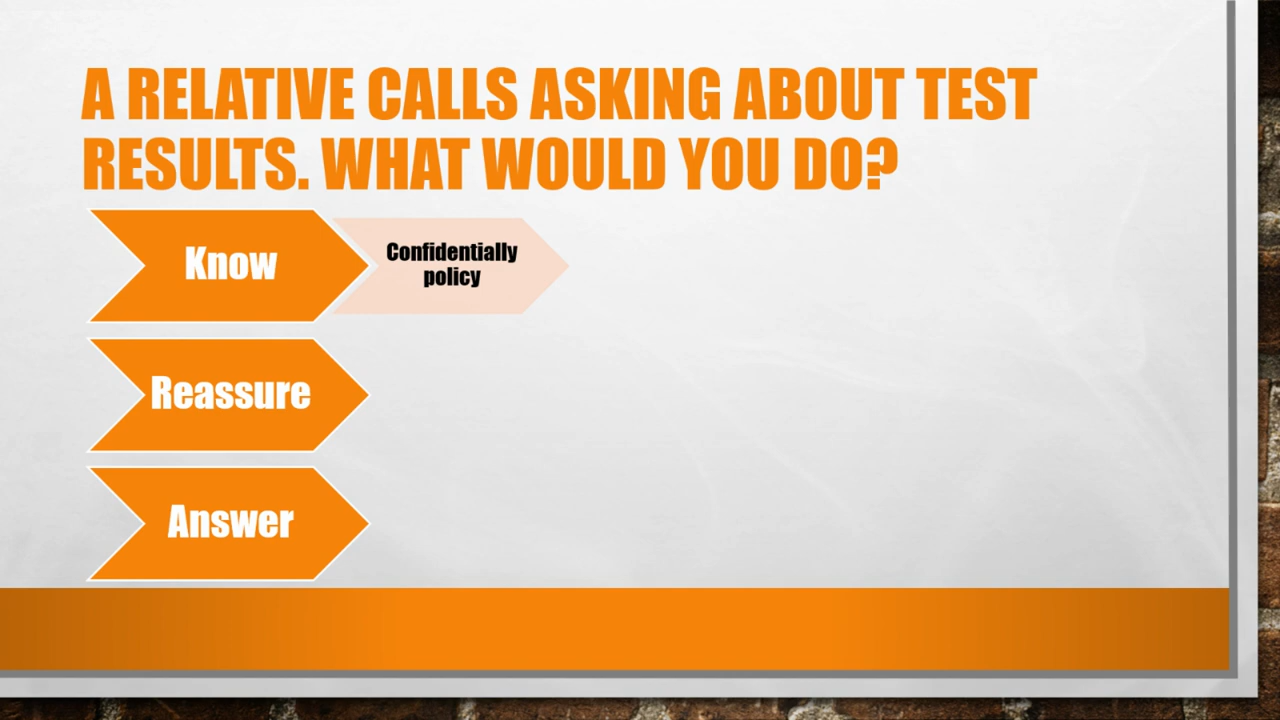 A RELATIVE CALLS ASKING ABOUT TEST
RESULTS. WHAT WOULD YOU DO?
Know
Confidentially
policy
Reassure
Answer